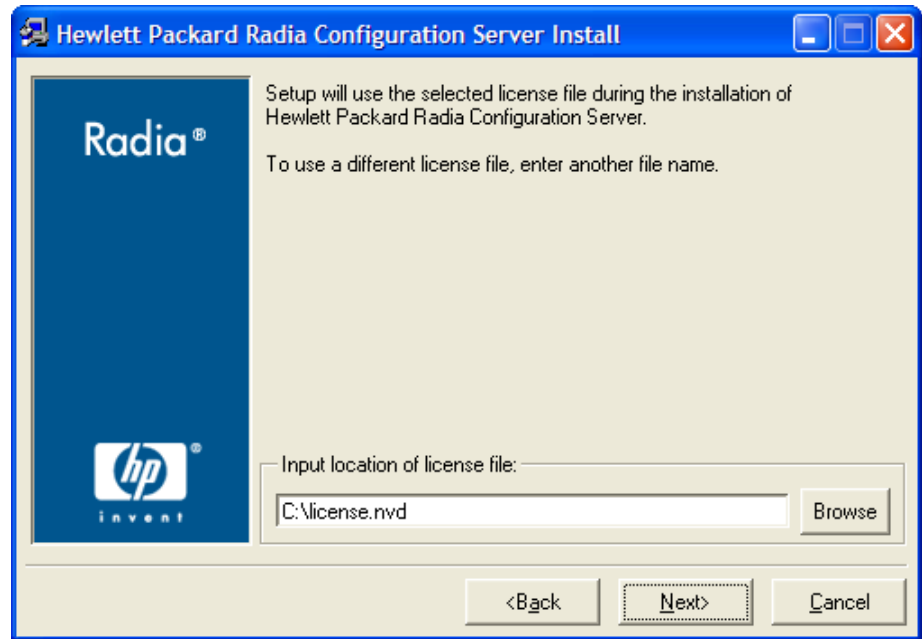 Hewlett Packard Radia Configuration Server Install
Radia®
Setup will use the selected license file during the installation of
Hewlett Packard Radia Configuration Server.
To use a different license file, enter another file name.
hp®
invent
Input location of license file:
C:\license.nvd
Browse
<Back
Next>
Cancel